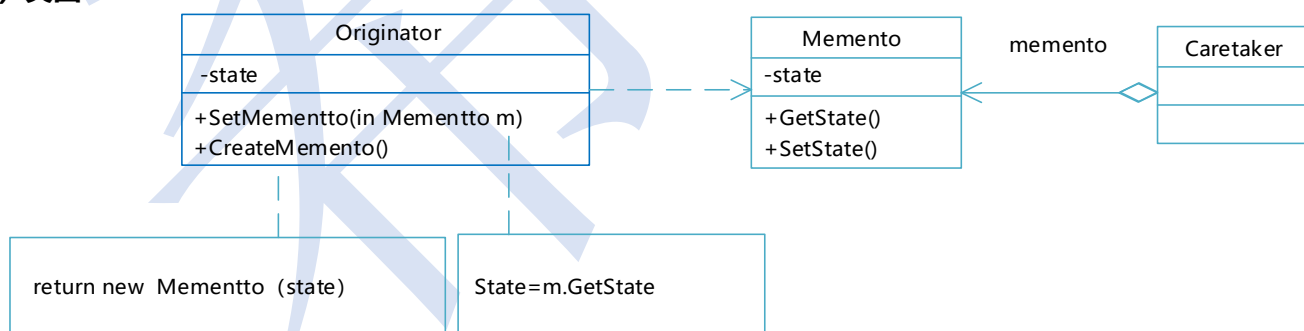 Originator
-state
+SetMementto(in Mementto m)
+CreateMemento()
Memento
-state
+GetState()
+SetState()
memento
Caretaker
return new Mementto (state)
State=m.GetState